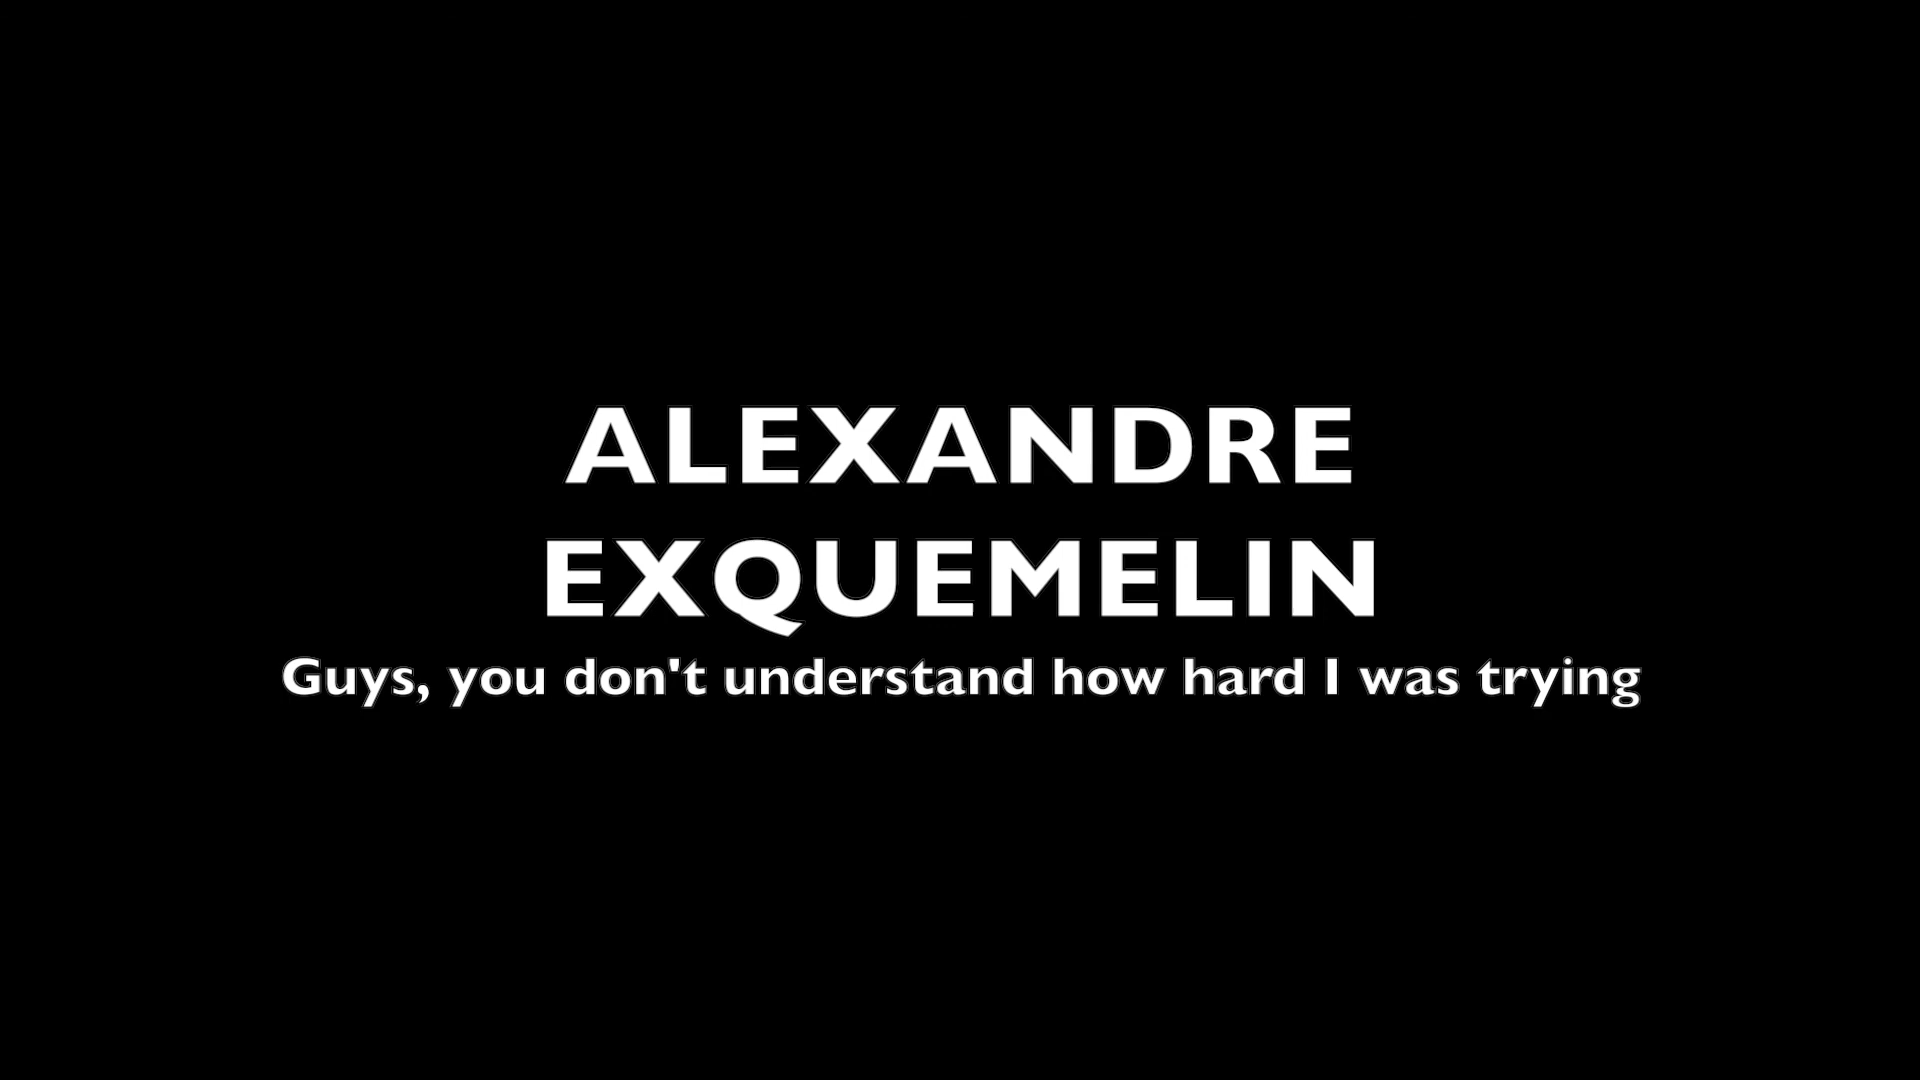 ALEXANDRE
EXQUEMELIN
Guys, you don't understand how hard I was trying